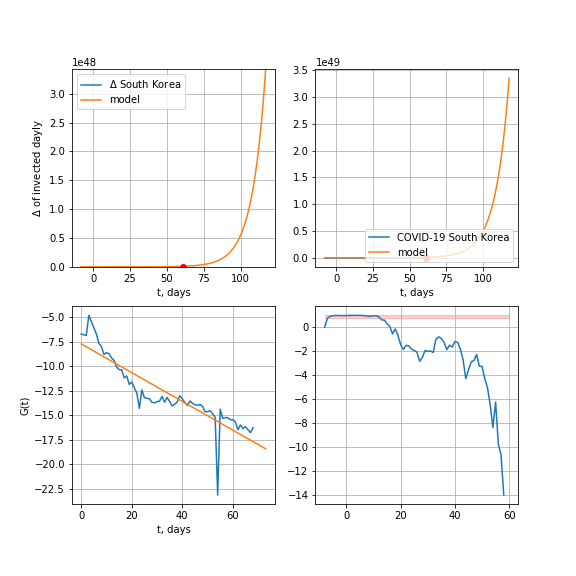 1e48
3.0
2.5
2.0
1.5
1.0
0.5
0.0
Δ of invected dayly
Δ South Korea
model
0 25 50 75 100
t, days
1e49
3.5
3.0
2.5
2.0
1.5
1.0
0.5
0.0
COVID-19 South Korea
model
0 25 50 75 100
t, days
−5.0
−7.5
−10.0
−12.5
−15.0
−17.5
−20.0
−22.5
G(t)
0 20 40 60
t, days
0
−2
−4
−6
−8
−10
−12
−14
0 20 40 60